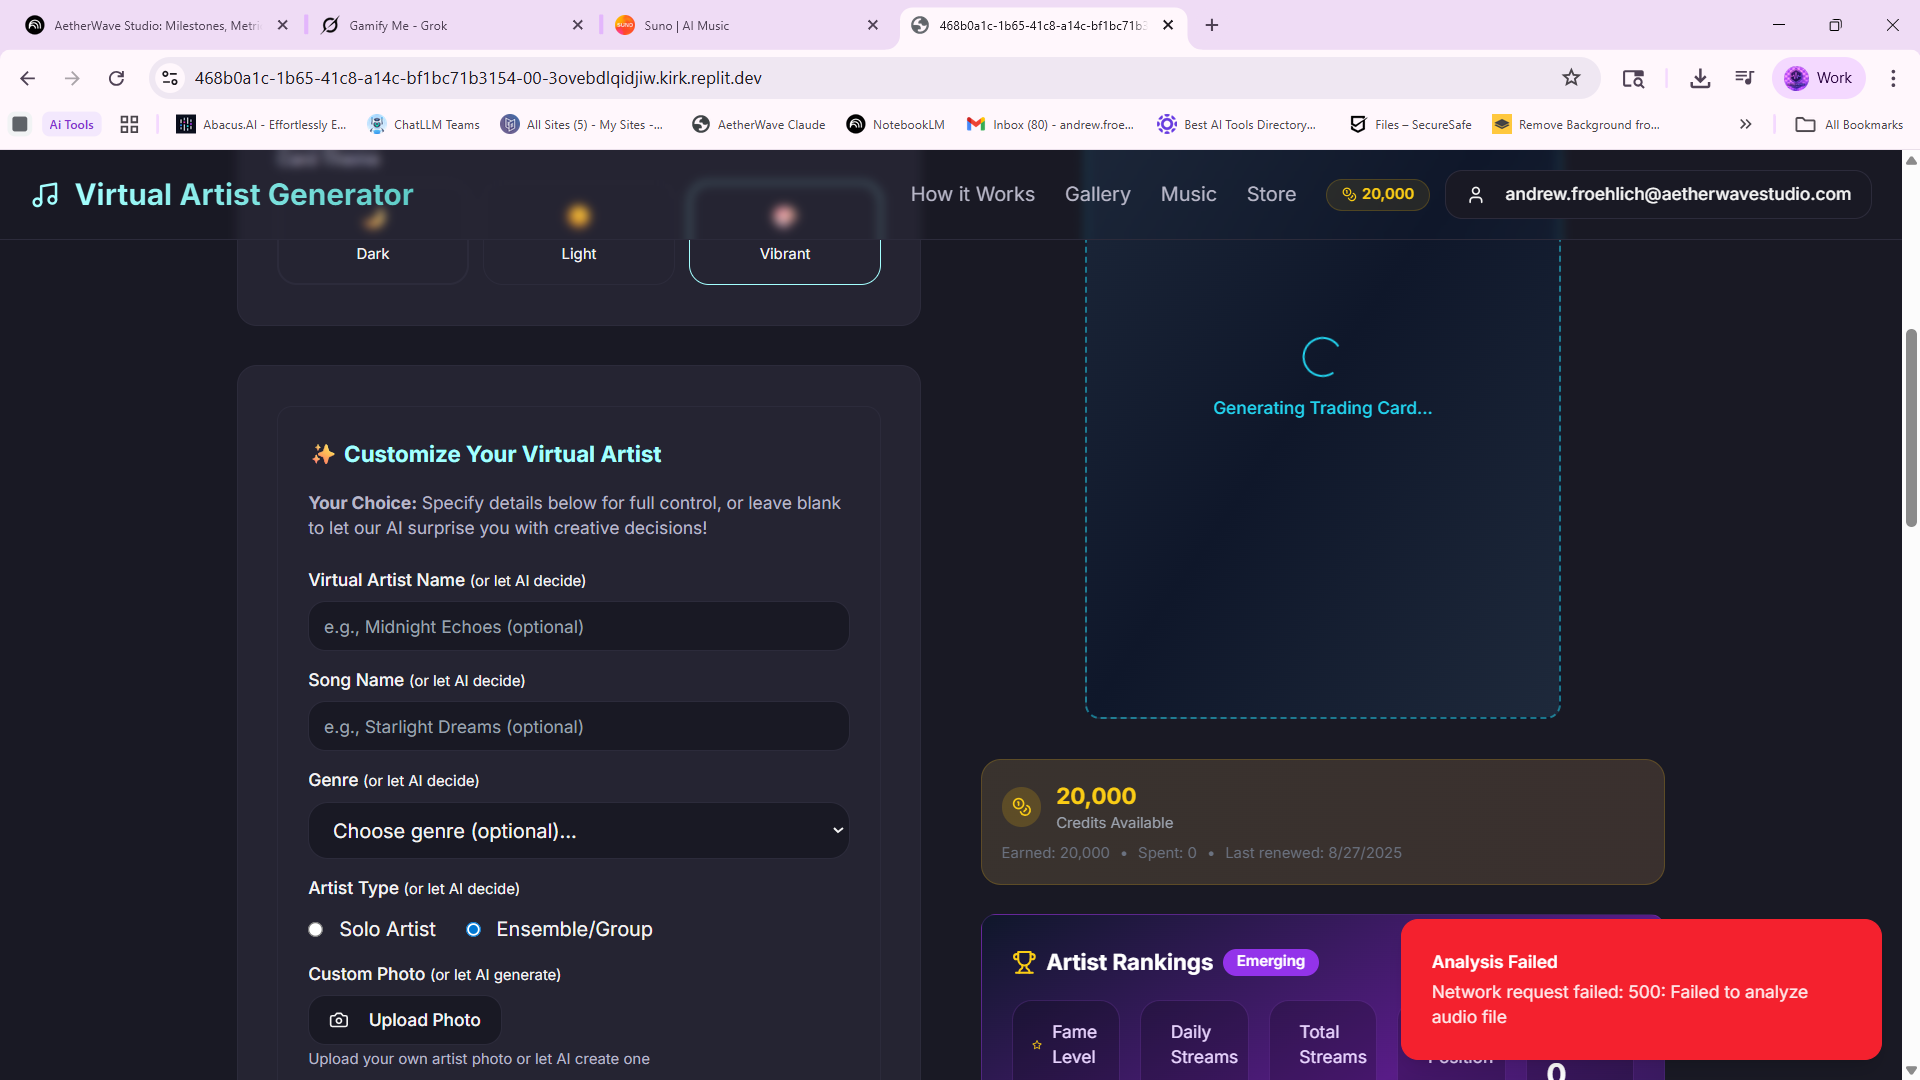 AetherWave Studio: Milestones, Metri
Gamify Me - Grok
Suno | AI Music
468b0a1c-1b65-41c8-a14c-bf1bc71b3
468b0a1c-1b65-41c8-a14c-bf1bc71b3154-00-3ovebdlqidjiw.kirk.replit.dev
Work
Ai Tools
Abacus.AI - Effortlessly E...
ChatLLM Teams
All Sites (5) - My Sites -...
AetherWave Claude
NotebookLM
Inbox (80) - andrew.froe...
Best AI Tools Directory...
Files – SecureSafe
Remove Background fro...
All Bookmarks
Virtual Artist Generator
How it Works
Gallery
Music
Store
20,000
andrew.froehlich@aetherwavestudio.com
Card Theme
Dark
Light
Vibrant
Generating Trading Card...
✨ Customize Your Virtual Artist
Your Choice: Specify details below for full control, or leave blank
to let our AI surprise you with creative decisions!
Virtual Artist Name (or let AI decide)
e.g., Midnight Echoes (optional)
Song Name (or let AI decide)
e.g., Starlight Dreams (optional)
Genre (or let AI decide)
Choose genre (optional)...
Artist Type (or let AI decide)
Solo Artist
Ensemble/Group
Custom Photo (or let AI generate)
Upload Photo
Upload your own artist photo or let AI create one
20,000
Credits Available
Earned: 20,000 • Spent: 0 • Last renewed: 8/27/2025
Artist Rankings
Emerging
Fame
Level
Daily
Streams
Total
Streams
Position
0
Analysis Failed
Network request failed: 500: Failed to analyze
audio file